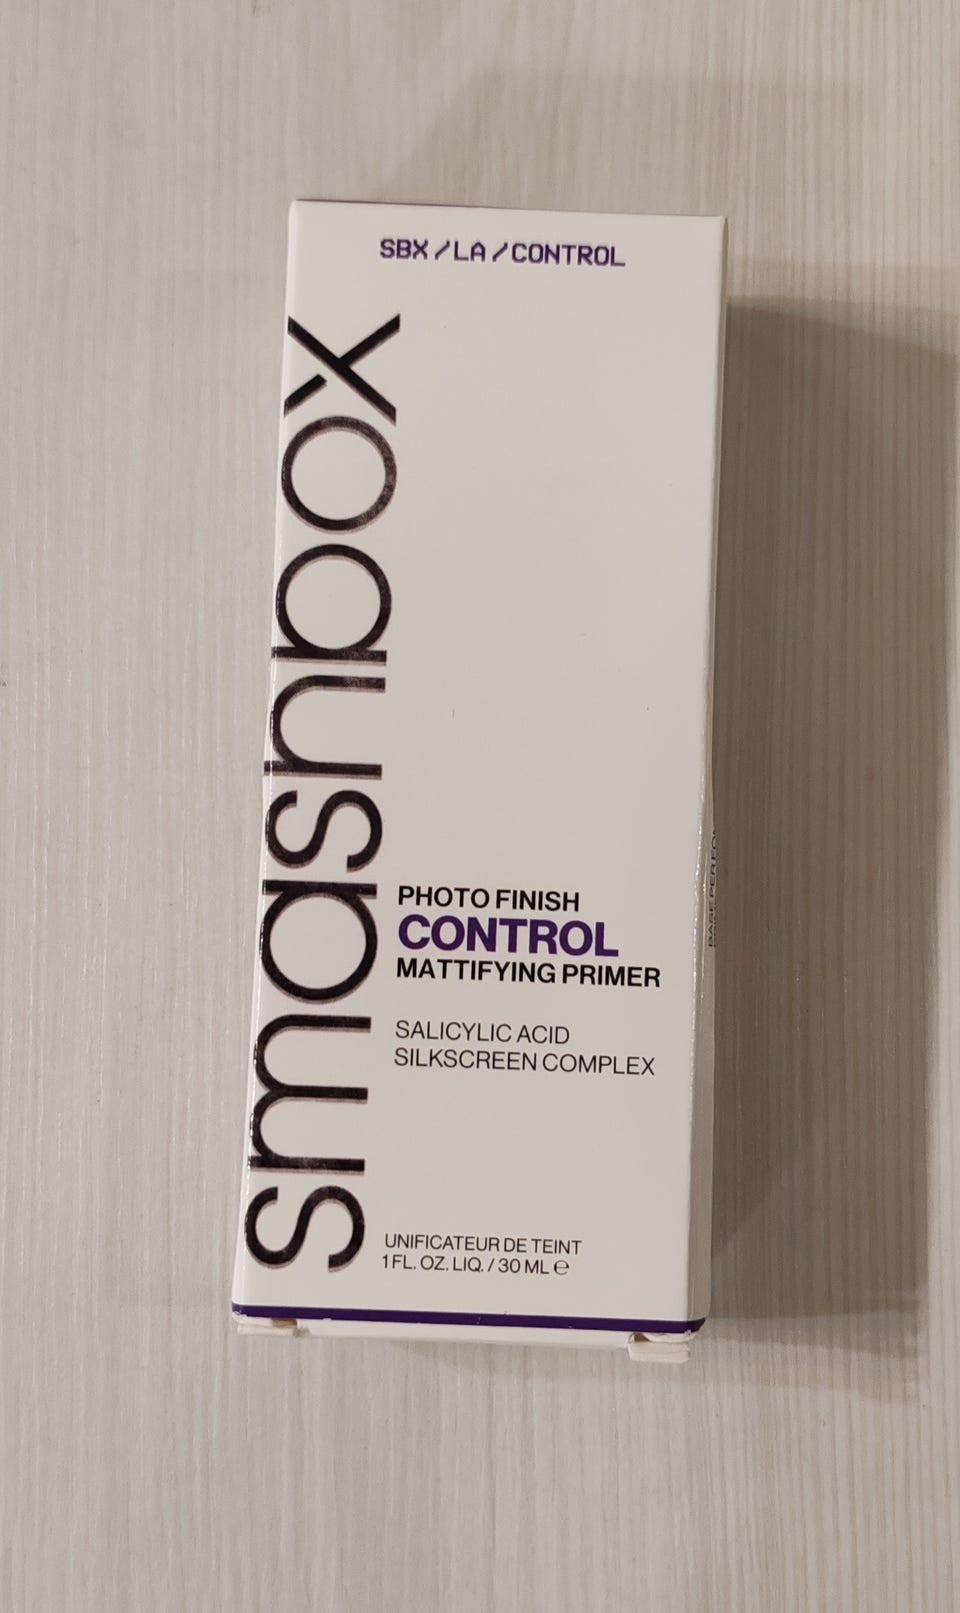 SBX/LA/CONTROL
smashbox
PHOTO FINISH
CONTROL
MATTIFYING PRIMER
SALICYLIC ACID
SILKSCREEN COMPLEX
UNIFICATEUR DE TEINT
1 FL. OZ. LIQ. / 30 ML ℮